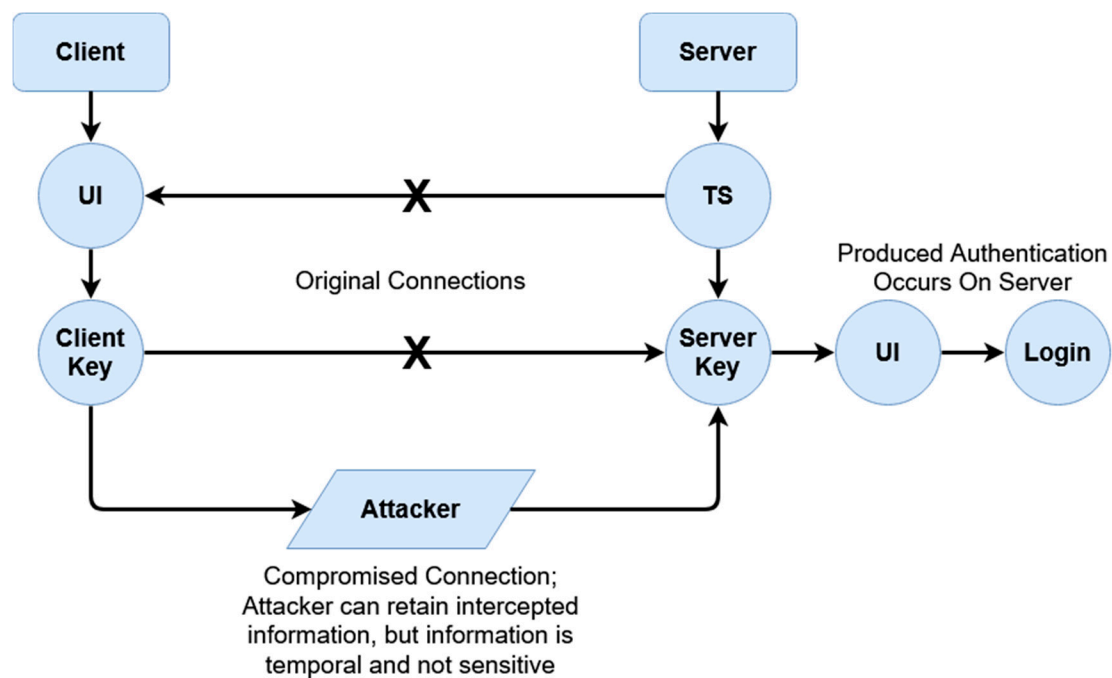 Client
Server
UI
X
TS
Original Connections
Produced Authentication
Occurs On Server
Client
Key
X
Server
Key
UI
Login
Attacker
Compromised Connection;
Attacker can retain intercepted
information, but information is
temporal and not sensitive